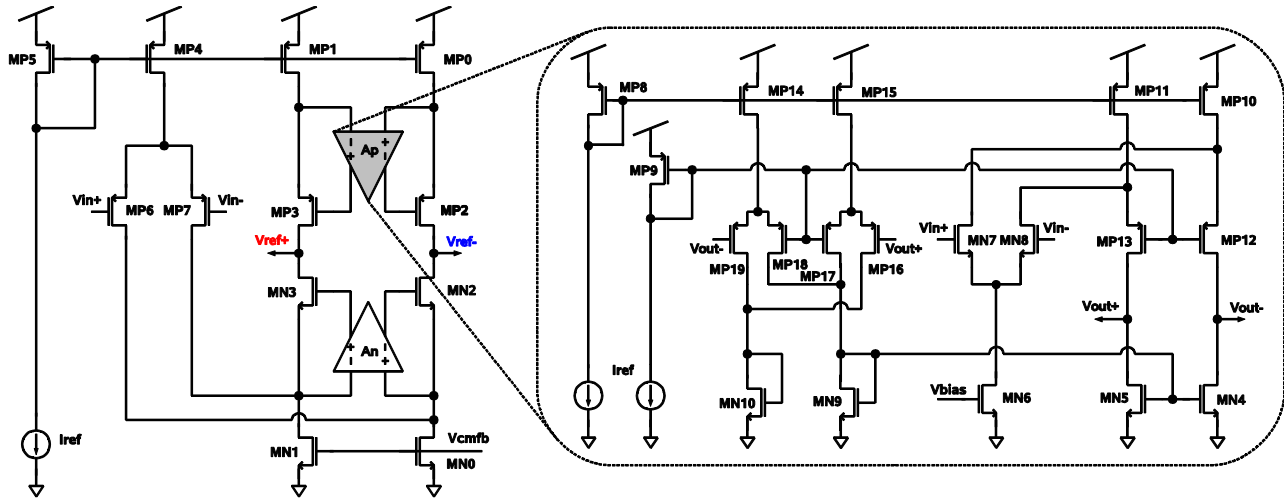 MP5
MP4
MP1
MP0
MP8
MP14
MP15
MP11
MP10
Ap
MP9
Vin+
MP6
MP7
Vin-
MP3
MP2
Vref+
Vref-
Vout-
MP19
MP18
MP17
Vout+
MP16
Vin+
MN7
MN8
Vin-
MP13
MP12
MN3
MN2
Vout+
Vout-
An
Iref
MN10
MN9
Vbias
MN6
MN5
MN4
Iref
MN1
Vcmfb
MN0